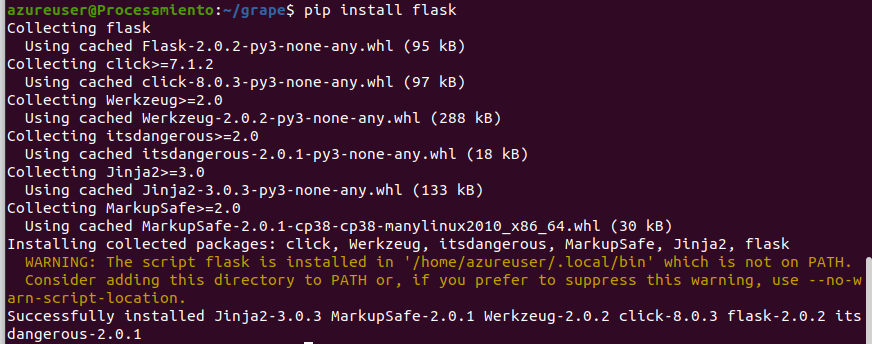 azureuser@Procesamiento:~/grape$ pip install flask
Collecting flask
  Using cached Flask-2.0.2-py3-none-any.whl (95 kB)
Collecting click>=7.1.2
  Using cached click-8.0.3-py3-none-any.whl (97 kB)
Collecting Werkzeug>=2.0
  Using cached Werkzeug-2.0.2-py3-none-any.whl (288 kB)
Collecting itsdangerous>=2.0
  Using cached itsdangerous-2.0.1-py3-none-any.whl (18 kB)
Collecting Jinja2>=3.0
  Using cached Jinja2-3.0.3-py3-none-any.whl (133 kB)
Collecting MarkupSafe>=2.0
  Using cached MarkupSafe-2.0.1-cp38-cp38-manylinux2010_x86_64.whl (30 kB)
Installing collected packages: click, Werkzeug, itsdangerous, MarkupSafe, Jinja2, flask
  WARNING: The script flask is installed in '/home/azureuser/.local/bin' which is not on PATH.
  Consider adding this directory to PATH or, if you prefer to suppress this warning, use --no-w
arn-script-location.
Successfully installed Jinja2-3.0.3 MarkupSafe-2.0.1 Werkzeug-2.0.2 click-8.0.3 flask-2.0.2 its
dangerous-2.0.1